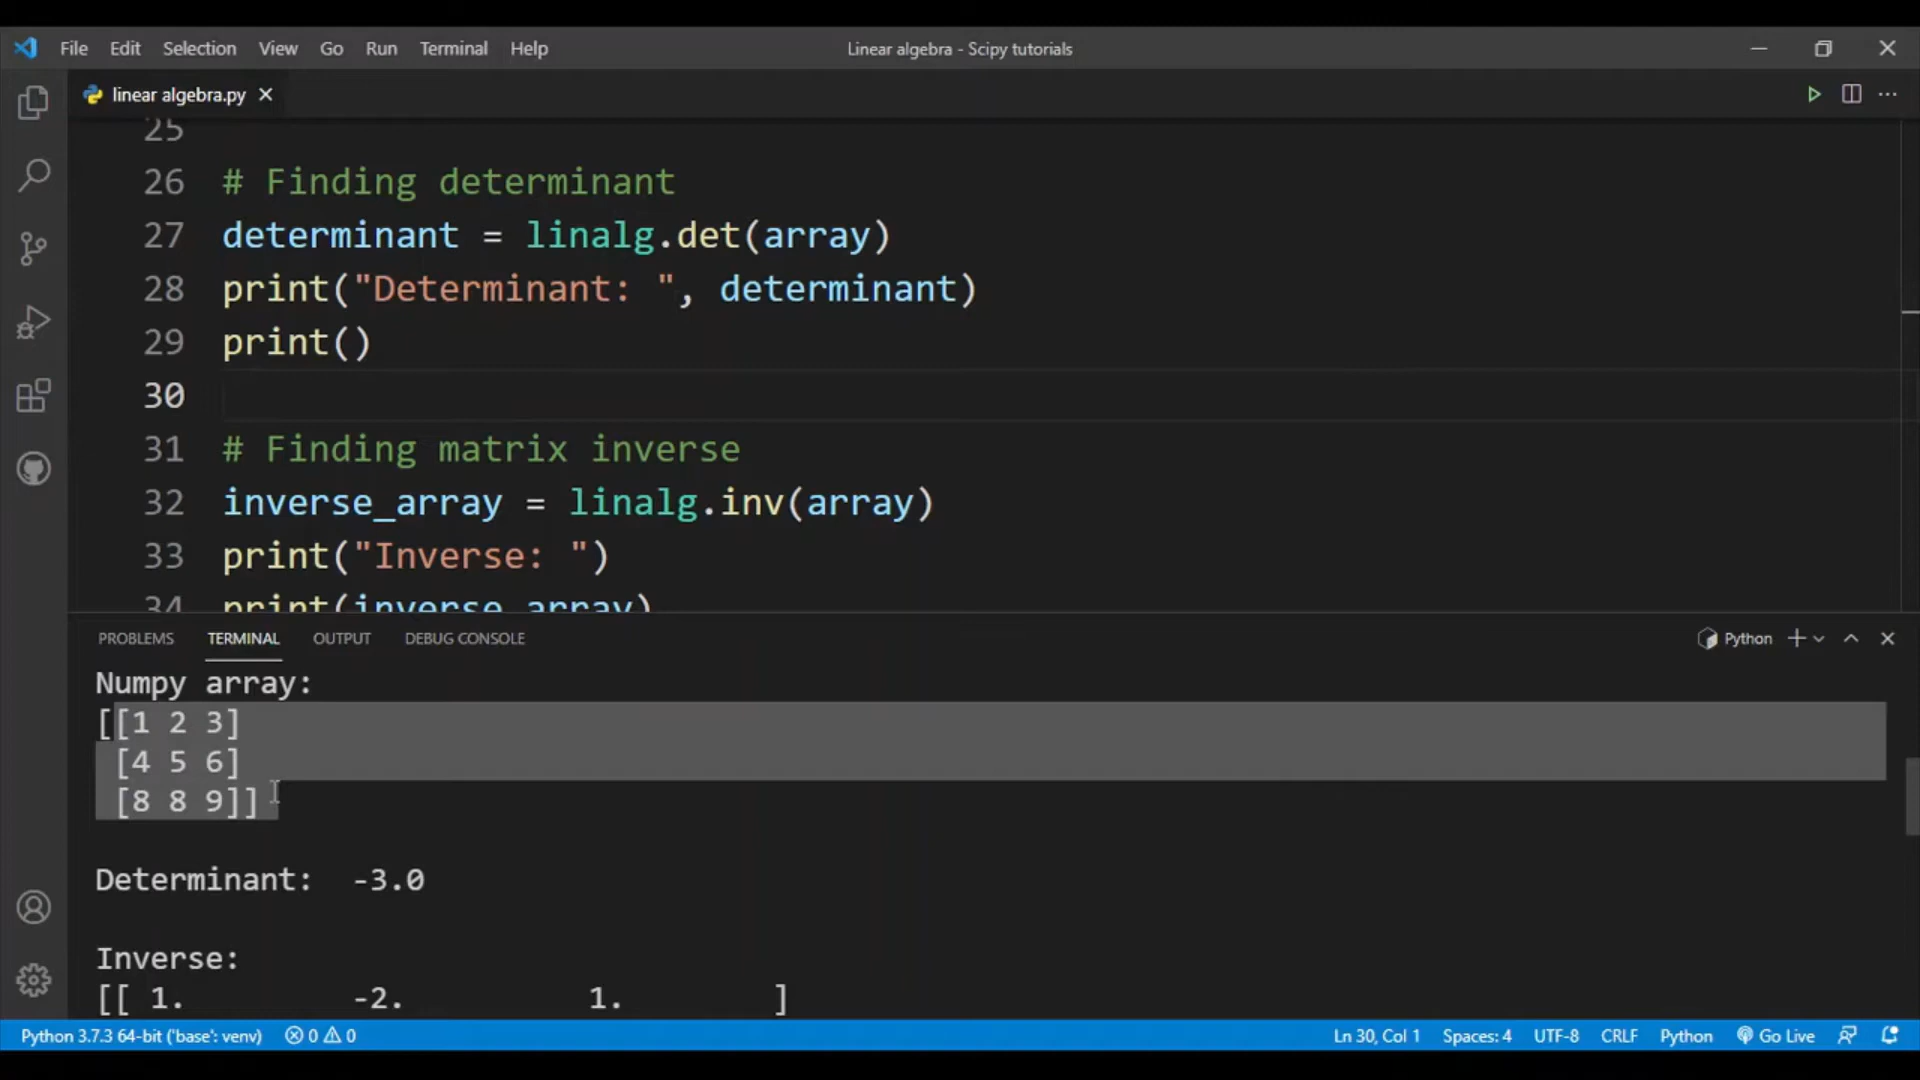 File Edit Selection View Go Run Terminal Help Linear algebra - Scipy tutorials
linear algebra.py
25
26 # Finding determinant
27 determinant = linalg.det(array)
28 print("Determinant: ", determinant)
29 print()
30
31 # Finding matrix inverse
32 inverse_array = linalg.inv(array)
33 print("Inverse: ")
34 print(inverse_array)
PROBLEMS TERMINAL OUTPUT DEBUG CONSOLE Python
Numpy array:
[[1 2 3]
[4 5 6]
[8 8 9]]
Determinant: -3.0
Inverse:
[[ 1. -2. 1. ]
Python 3.7.3 64-bit ('base': venv) 0 0 Ln 30, Col 1 Spaces: 4 UTF-8 CRLF Python Go Live